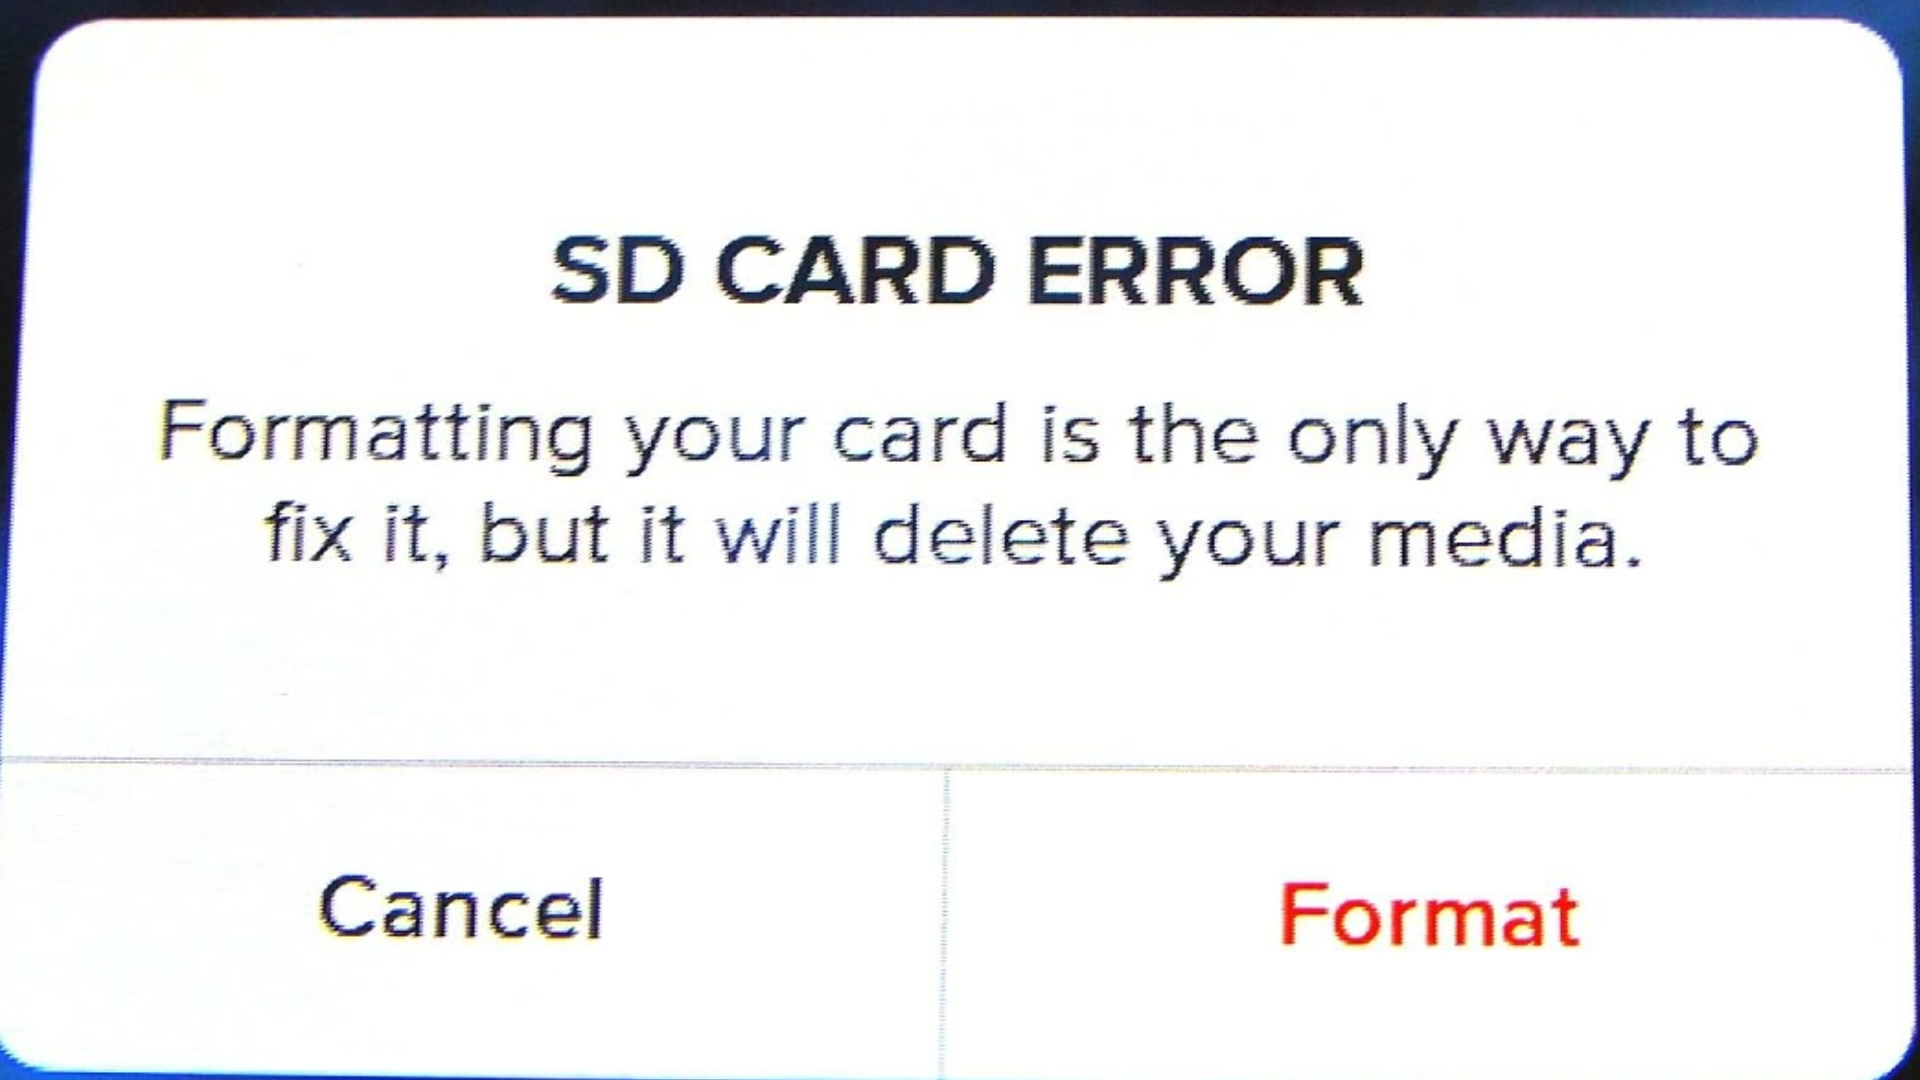 SD CARD ERROR
Formatting your card is the only way to
fix it, but it will delete your media.
Cancel
Format